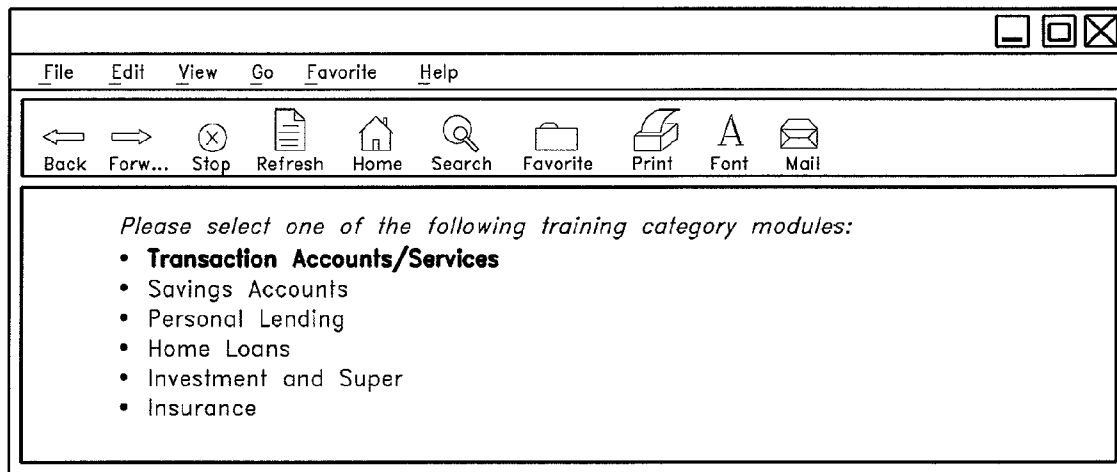 File Edit View Go Favorite Help
Back Forw... Stop Refresh Home Search Favorite Print Font Mail
Please select one of the following training category modules:
• Transaction Accounts/Services
• Savings Accounts
• Personal Lending
• Home Loans
• Investment and Super
• Insurance